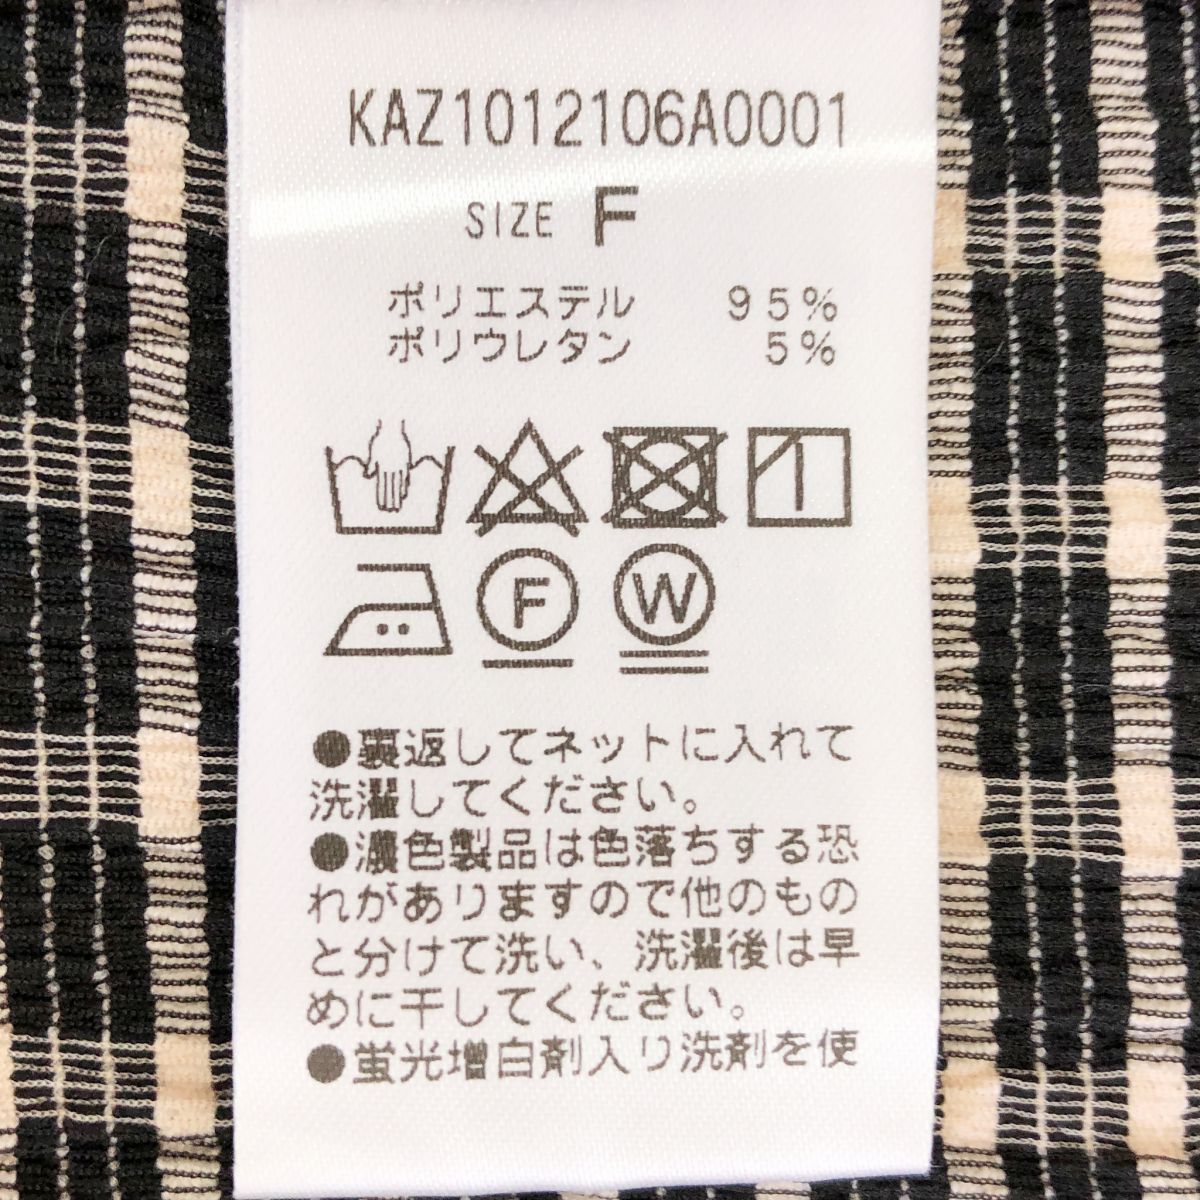 KAZ1012106A0001
SIZE F
ポリエステル 95%
ポリウレタン 5%
F W
●裏返してネットに入れて
洗濯してください。
●濃色製品は色落ちする恐
れがありますので他のもの
と分けて洗い、洗濯後は早
めに干してください。
●蛍光増白剤入り洗剤を使